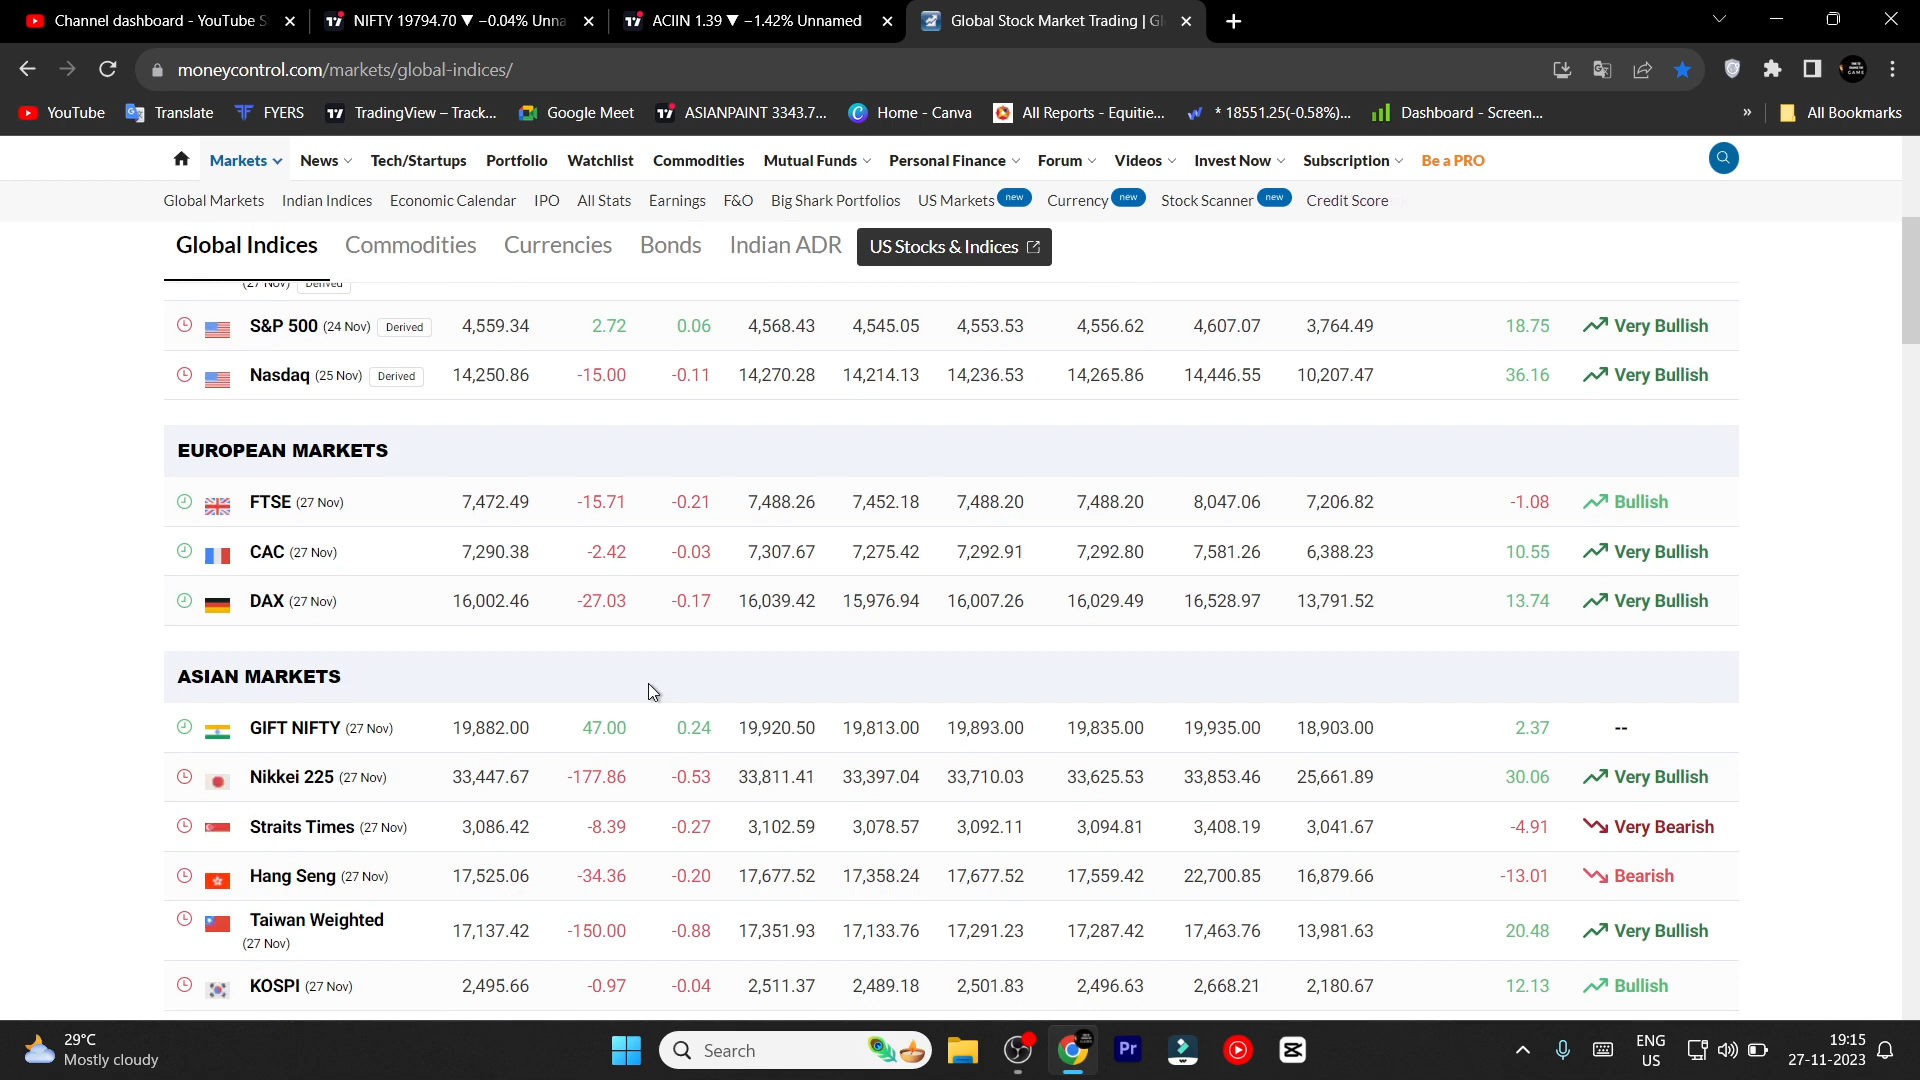 Channel dashboard - YouTube S
NIFTY 19794.70 ▼ −0.04% Unna
ACIIN 1.39 ▼ −1.42% Unnamed
Global Stock Market Trading | Gl
moneycontrol.com/markets/global-indices/
YouTube Translate FYERS TradingView – Track... Google Meet ASIANPAINT 3343.7... Home - Canva All Reports - Equitie... * 18551.25(-0.58%)... Dashboard - Screen... » All Bookmarks
Markets News Tech/Startups Portfolio Watchlist Commodities Mutual Funds Personal Finance Forum Videos Invest Now Subscription Be a PRO
Global Markets Indian Indices Economic Calendar IPO All Stats Earnings F&O Big Shark Portfolios US Markets new Currency new Stock Scanner new Credit Score
Global Indices Commodities Currencies Bonds Indian ADR US Stocks & Indices
(27 Nov) Derived
S&P 500 (24 Nov) Derived 4,559.34 2.72 0.06 4,568.43 4,545.05 4,553.53 4,556.62 4,607.07 3,764.49 18.75 Very Bullish
Nasdaq (25 Nov) Derived 14,250.86 -15.00 -0.11 14,270.28 14,214.13 14,236.53 14,265.86 14,446.55 10,207.47 36.16 Very Bullish
EUROPEAN MARKETS
FTSE (27 Nov) 7,472.49 -15.71 -0.21 7,488.26 7,452.18 7,488.20 7,488.20 8,047.06 7,206.82 -1.08 Bullish
CAC (27 Nov) 7,290.38 -2.42 -0.03 7,307.67 7,275.42 7,292.91 7,292.80 7,581.26 6,388.23 10.55 Very Bullish
DAX (27 Nov) 16,002.46 -27.03 -0.17 16,039.42 15,976.94 16,007.26 16,029.49 16,528.97 13,791.52 13.74 Very Bullish
ASIAN MARKETS
GIFT NIFTY (27 Nov) 19,882.00 47.00 0.24 19,920.50 19,813.00 19,893.00 19,835.00 19,935.00 18,903.00 2.37 --
Nikkei 225 (27 Nov) 33,447.67 -177.86 -0.53 33,811.41 33,397.04 33,710.03 33,625.53 33,853.46 25,661.89 30.06 Very Bullish
Straits Times (27 Nov) 3,086.42 -8.39 -0.27 3,102.59 3,078.57 3,092.11 3,094.81 3,408.19 3,041.67 -4.91 Very Bearish
Hang Seng (27 Nov) 17,525.06 -34.36 -0.20 17,677.52 17,358.24 17,677.52 17,559.42 22,700.85 16,879.66 -13.01 Bearish
Taiwan Weighted
(27 Nov) 17,137.42 -150.00 -0.88 17,351.93 17,133.76 17,291.23 17,287.42 17,463.76 13,981.63 20.48 Very Bullish
KOSPI (27 Nov) 2,495.66 -0.97 -0.04 2,511.37 2,489.18 2,501.83 2,496.63 2,668.21 2,180.67 12.13 Bullish
29°C
Mostly cloudy
Search
Pr
ENG
US
19:15
27-11-2023